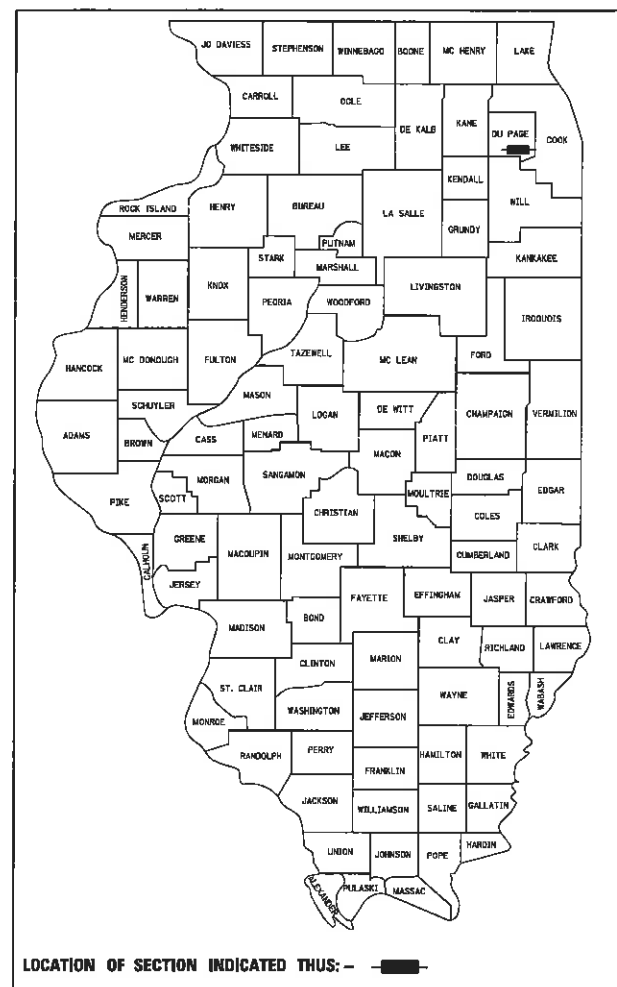 JO DAVIESS STEPHENSON WINNEBAGO BOONE MC HENRY LAKE
CARROLL OGLE DE KALB KANE DU PAGE COOK
WHITESIDE LEE KENDALL
ROCK ISLAND HENRY BUREAU LA SALLE GRUNDY WILL
MERCER STARK PUTNAM KANKAKEE
MARSHALL
HENDERSON WARREN KNOX PEORIA WOODFORD LIVINGSTON IROQUOIS
HANCOCK MC DONOUGH FULTON TAZEWELL MC LEAN FORD
SCHUYLER MASON LOGAN DE WITT CHAMPAIGN VERMILION
ADAMS BROWN CASS MENARD MACON PIATT
PIKE SCOTT MORGAN SANGAMON MOULTRIE DOUGLAS EDGAR
CHRISTIAN COLES
CALHOUN GREENE MACOUPIN MONTGOMERY SHELBY CUMBERLAND CLARK
JERSEY
FAYETTE EFFINGHAM JASPER CRAWFORD
MADISON BOND CLAY RICHLAND LAWRENCE
CLINTON MARION
ST. CLAIR WASHINGTON WAYNE EDWARDS WABASH
MONROE JEFFERSON
RANDOLPH PERRY HAMILTON WHITE
FRANKLIN
JACKSON WILLIAMSON SALINE GALLATIN
UNION JOHNSON POPE HARDIN
ALEXANDER PULASKI MASSAC
LOCATION OF SECTION INDICATED THUS: -